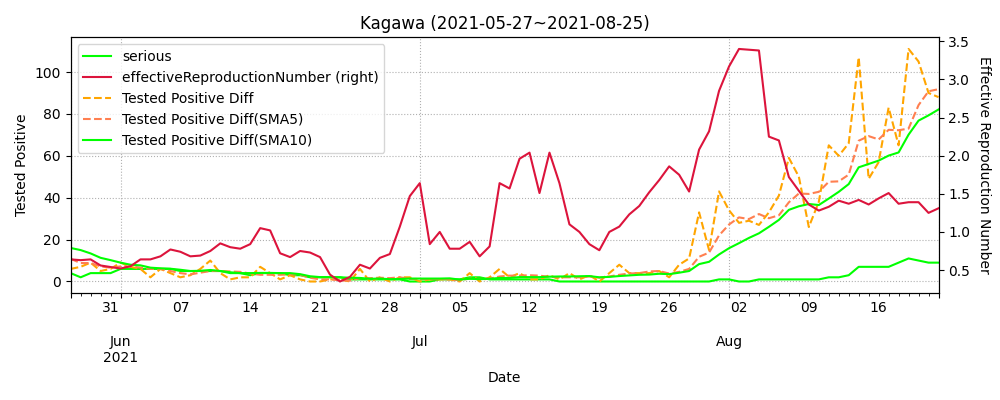 Kagawa (2021-05-27~2021-08-25)
serious
effectiveReproductionNumber (right)
Tested Positive Diff
Tested Positive Diff(SMA5)
Tested Positive Diff(SMA10)
Tested Positive
100
80
60
40
20
0
3.5
3.0
2.5
2.0
1.5
1.0
0.5
Effective Reproduction Number
31 07 14 21 28 05 12 19 26 02 09 16
Jun Jul Aug
2021
Date